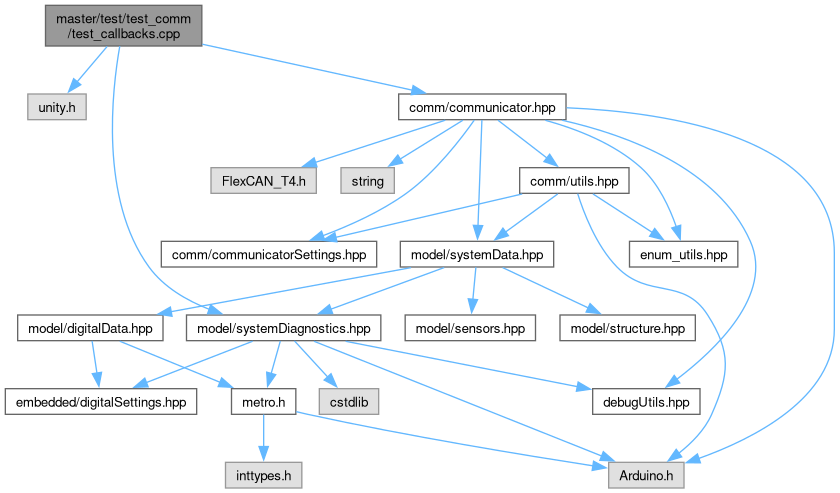 master/test/test_comm
/test_callbacks.cpp
unity.h
comm/communicator.hpp
FlexCAN_T4.h
string
comm/utils.hpp
comm/communicatorSettings.hpp
model/systemData.hpp
enum_utils.hpp
model/digitalData.hpp
model/systemDiagnostics.hpp
model/sensors.hpp
model/structure.hpp
embedded/digitalSettings.hpp
metro.h
cstdlib
debugUtils.hpp
inttypes.h
Arduino.h